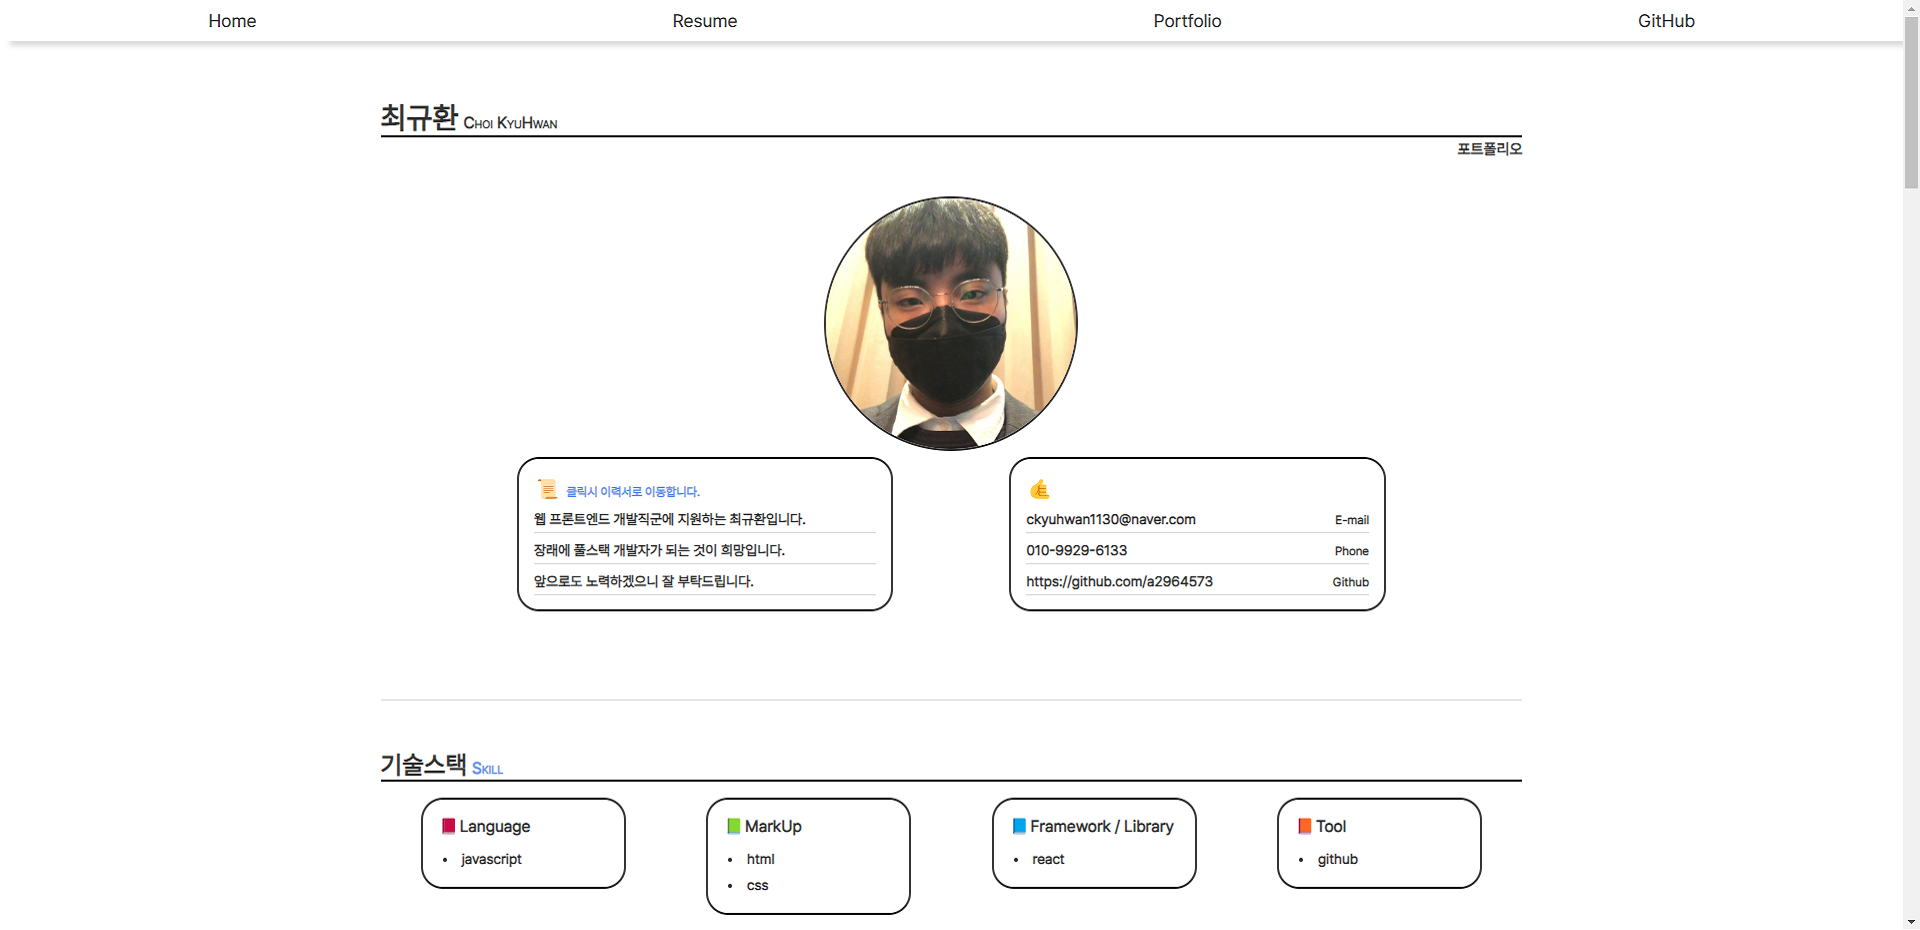 Home Resume Portfolio GitHub
최규환 Choi KyuHwan
포트폴리오
클릭시 이력서로 이동합니다.
웹 프론트엔드 개발직군에 지원하는 최규환입니다.
장래에 풀스택 개발자가 되는 것이 희망입니다.
앞으로도 노력하겠으니 잘 부탁드립니다.
ckyuhwan1130@naver.com E-mail
010-9929-6133 Phone
https://github.com/a2964573 Github
기술스택 Skill
Language
• javascript
MarkUp
• html
• css
Framework / Library
• react
Tool
• github